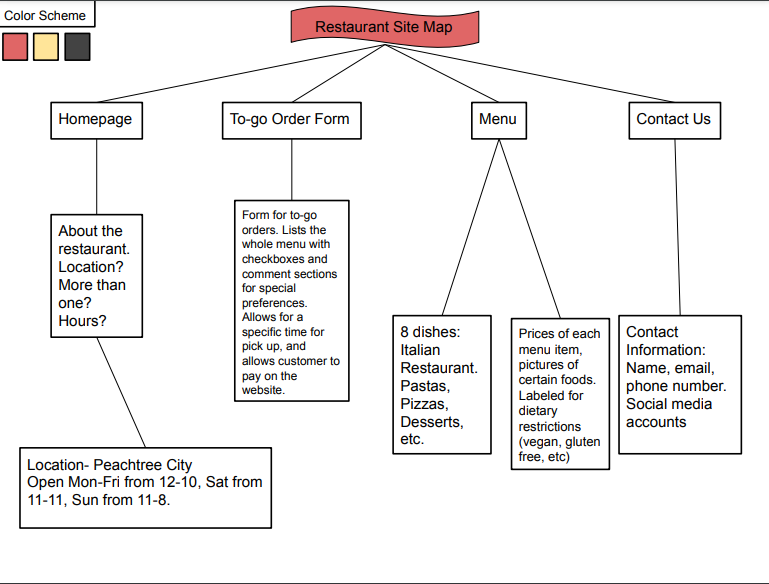 Color Scheme
Restaurant Site Map
Homepage
To-go Order Form
Menu
Contact Us
About the
restaurant.
Location?
More than
one?
Hours?
Form for to-go
orders. Lists the
whole menu with
checkboxes and
comment sections
for special
preferences.
Allows for a
specific time for
pick up, and
allows customer to
pay on the
website.
8 dishes:
Italian
Restaurant.
Pastas,
Pizzas,
Desserts,
etc.
Prices of each
menu item,
pictures of
certain foods.
Labeled for
dietary
restrictions
(vegan, gluten
free, etc)
Contact
Information:
Name, email,
phone number.
Social media
accounts
Location- Peachtree City
Open Mon-Fri from 12-10, Sat from
11-11, Sun from 11-8.